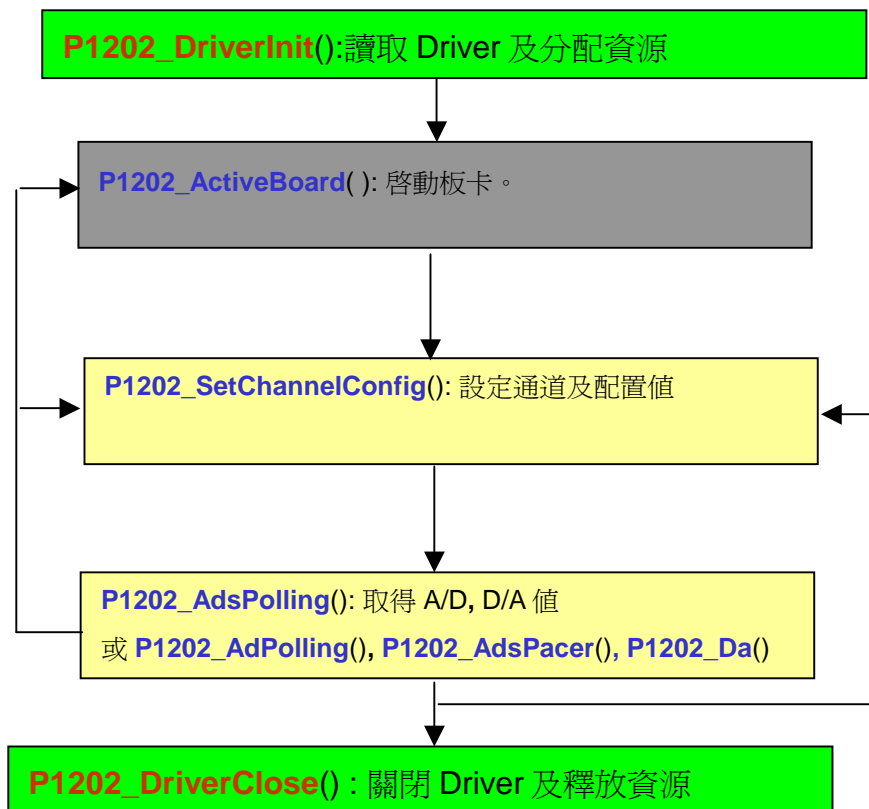 P1202_DriverInit():讀取 Driver 及分配資源
P1202_ActiveBoard( ): 啓動板卡。
P1202_SetChannelConfig(): 設定通道及配置值
P1202_AdsPolling(): 取得 A/D, D/A 值
或 P1202_AdPolling(), P1202_AdsPacer(), P1202_Da()
P1202_DriverClose() : 關閉 Driver 及釋放資源